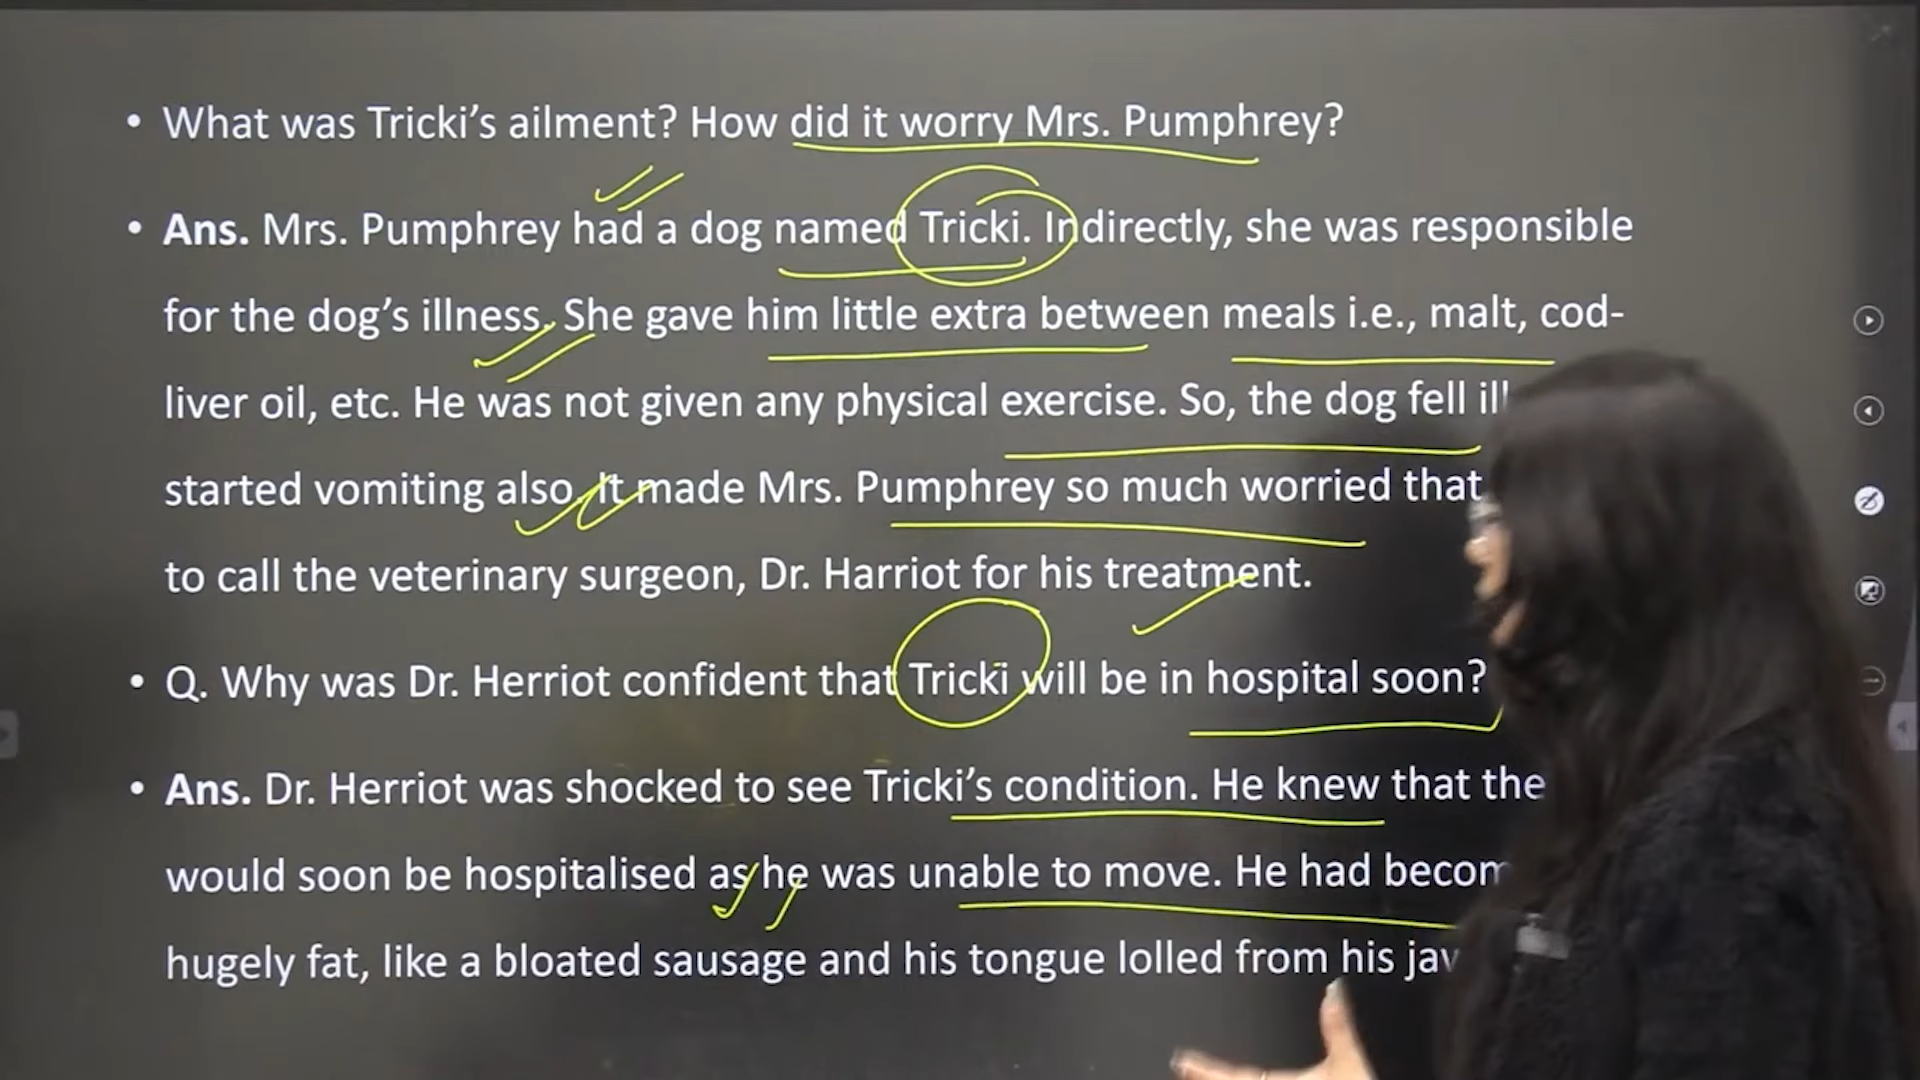 • What was Tricki’s ailment? How did it worry Mrs. Pumphrey?
• Ans. Mrs. Pumphrey had a dog named Tricki. Indirectly, she was responsible
for the dog’s illness. She gave him little extra between meals i.e., malt, cod-
liver oil, etc. He was not given any physical exercise. So, the dog fell ill
started vomiting also. It made Mrs. Pumphrey so much worried that
to call the veterinary surgeon, Dr. Harriot for his treatment.
• Q. Why was Dr. Herriot confident that Tricki will be in hospital soon?
• Ans. Dr. Herriot was shocked to see Tricki’s condition. He knew that the
would soon be hospitalised as he was unable to move. He had
hugely fat, like a bloated sausage and his tongue lolled from his